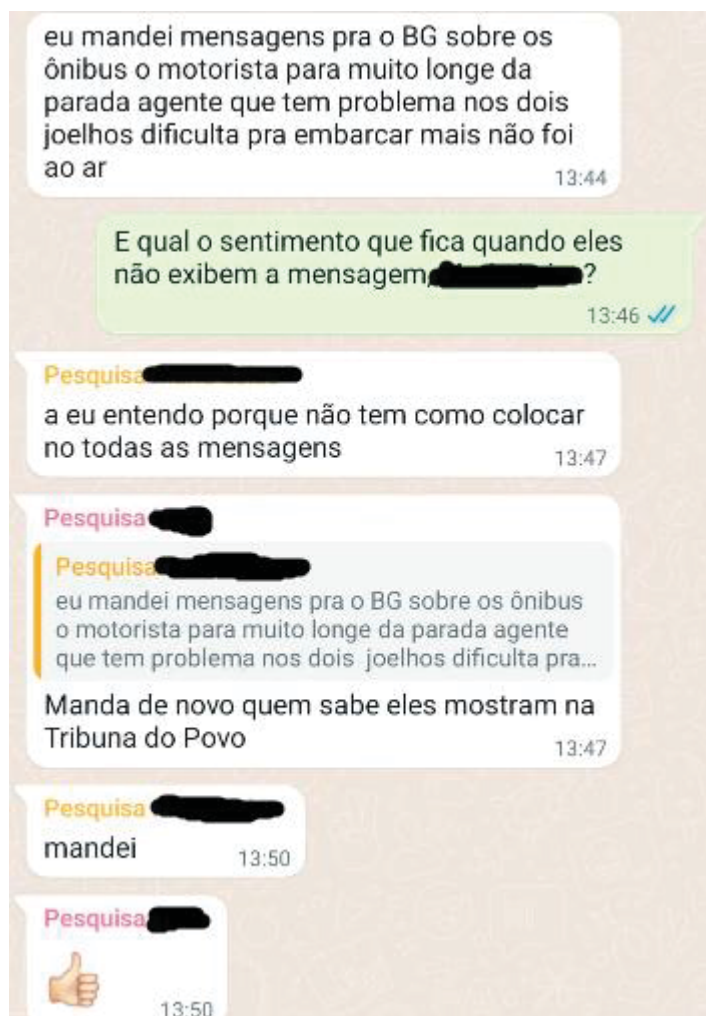 eu mandei mensagens pra o BG sobre os
ônibus o motorista para muito longe da
parada agente que tem problema nos dois
joelhos dificulta pra embarcar mais não foi
ao ar
13:44
E qual o sentimento que fica quando eles
não exibem a mensagem, ?
13:46
Pesquisa
a eu entendo porque não tem como colocar
no todas as mensagens
13:47
Pesquisa
Pesquisa
eu mandei mensagens pra o BG sobre os ônibus
o motorista para muito longe da parada agente
que tem problema nos dois joelhos dificulta pra...
Manda de novo quem sabe eles mostram na
Tribuna do Povo
13:47
Pesquisa
mandei
13:50
Pesquisa
👍🏻
13:50